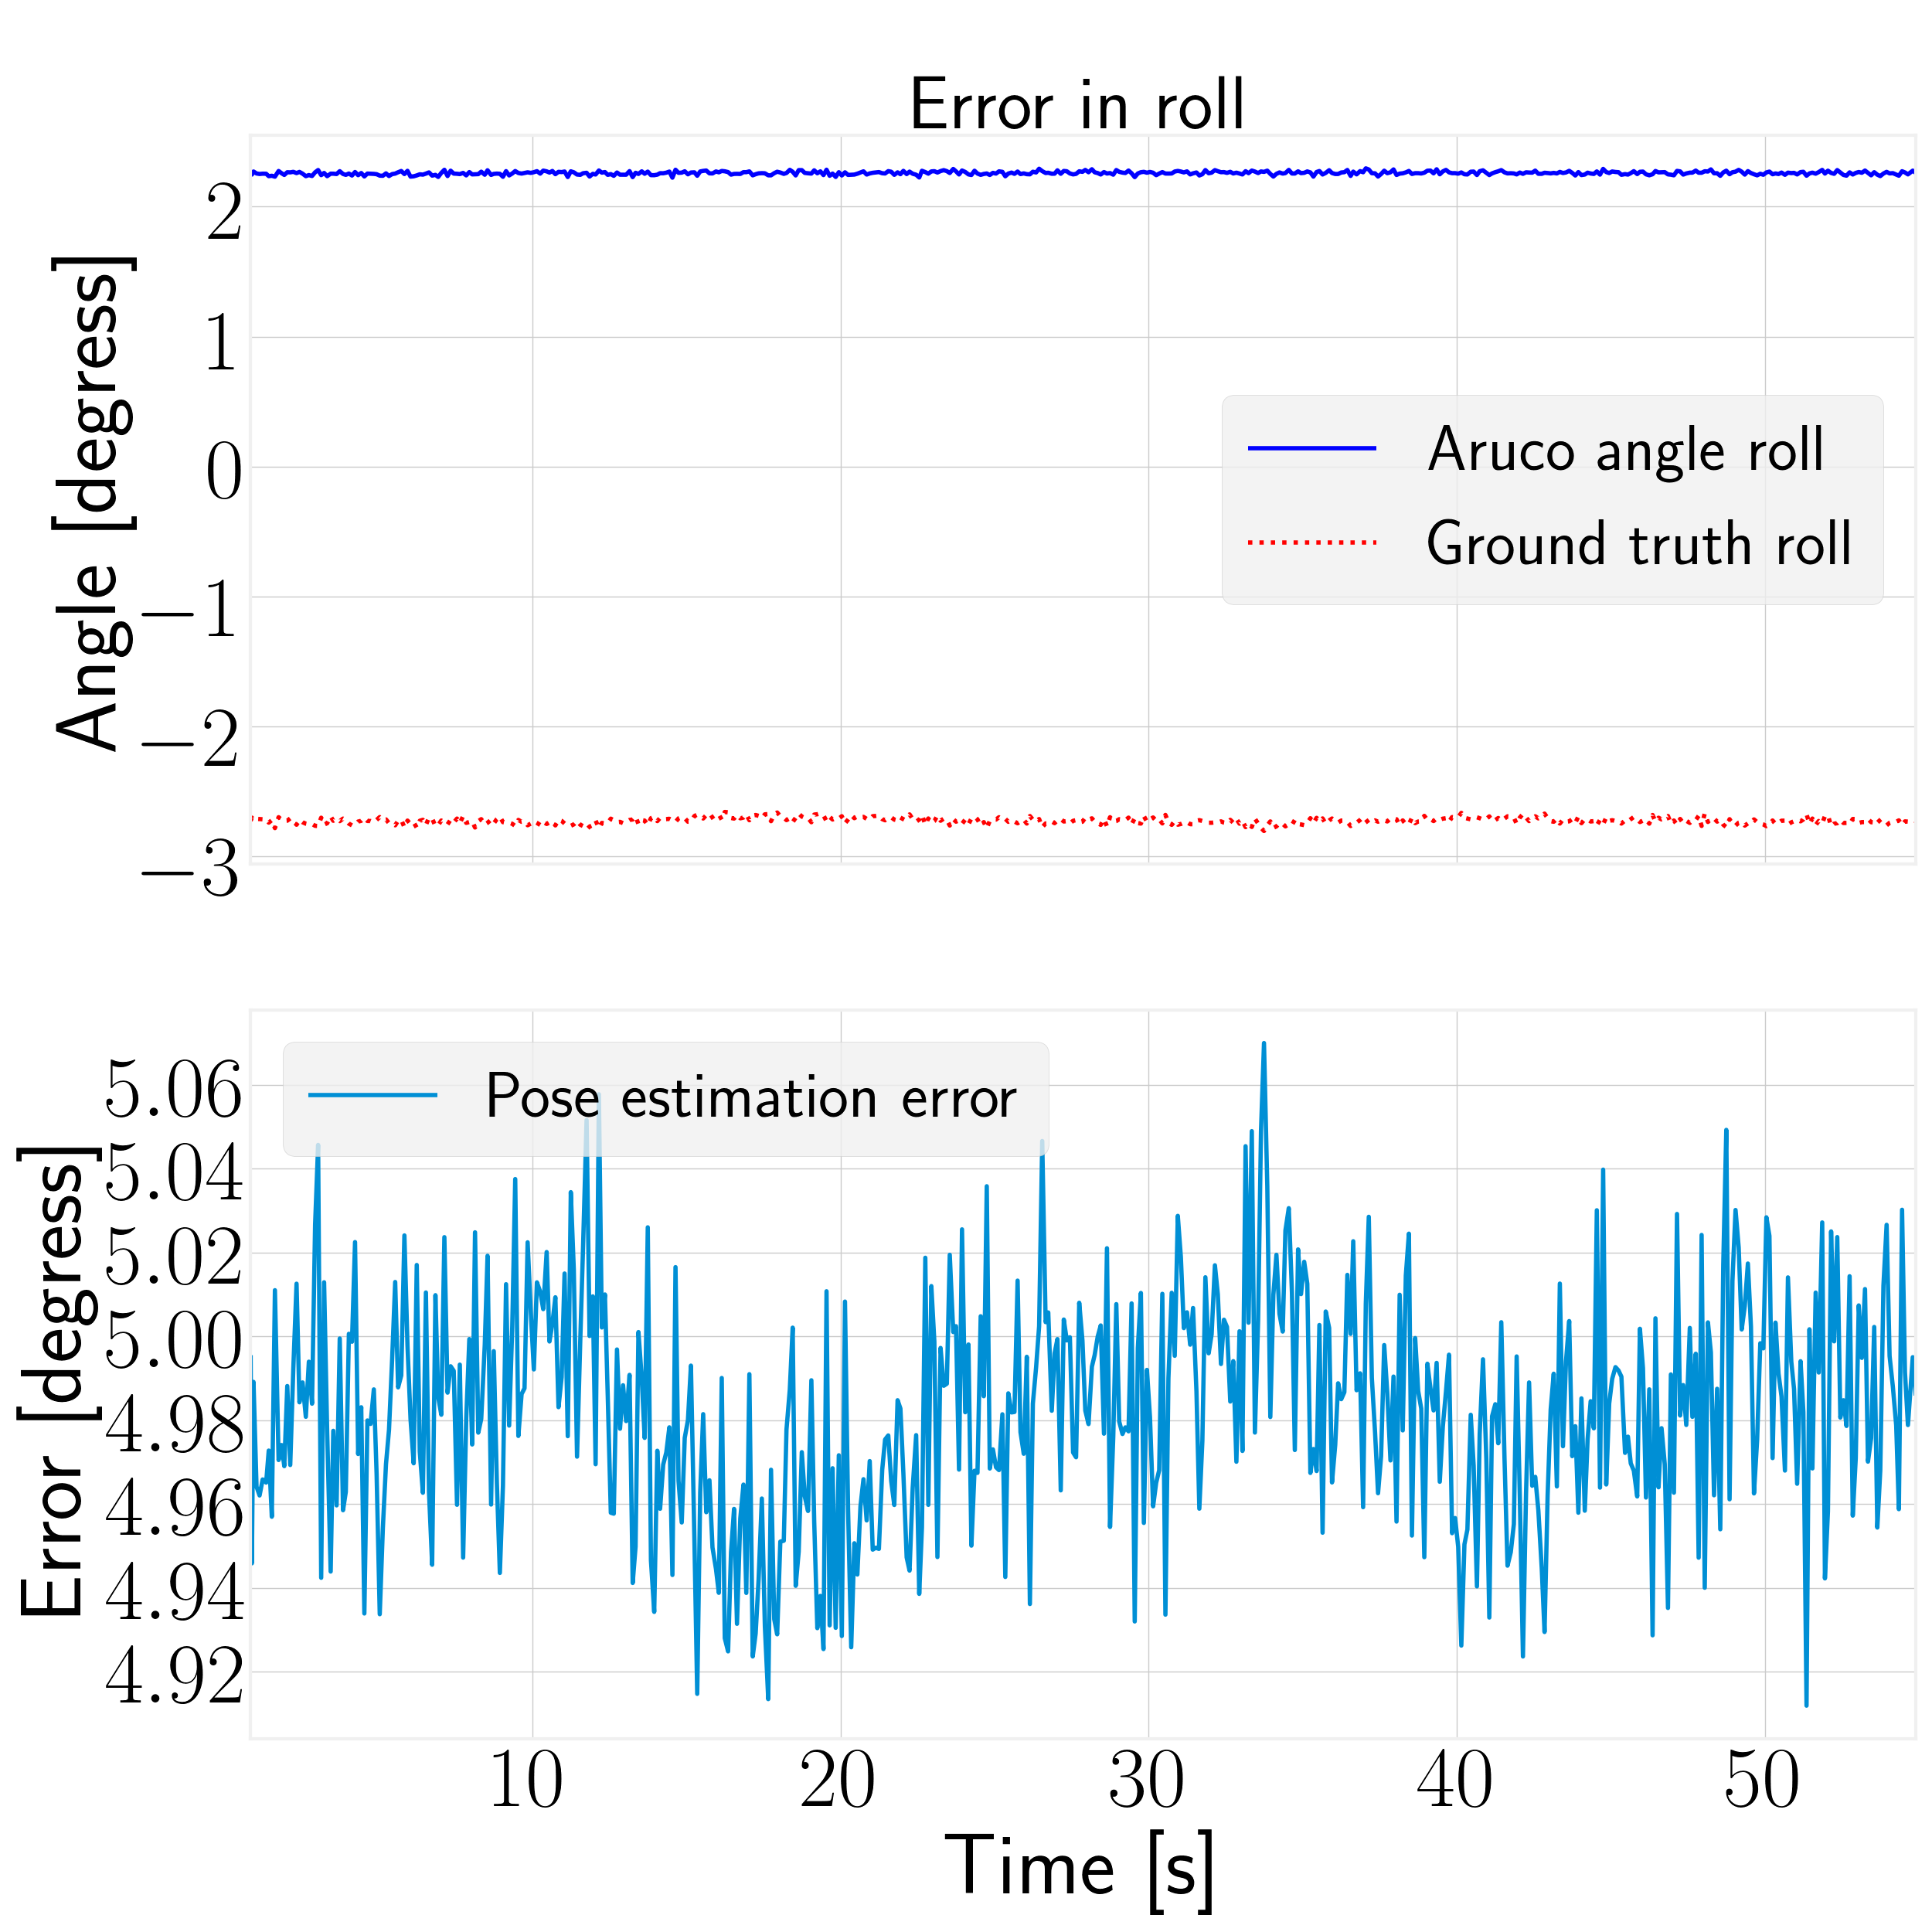 Error in roll
Angle [degress]
2
1
0
−1
−2
−3
Aruco angle roll
Ground truth roll
Error [degress]
5.06
5.04
5.02
5.00
4.98
4.96
4.94
4.92
Pose estimation error
10 20 30 40 50
Time [s]